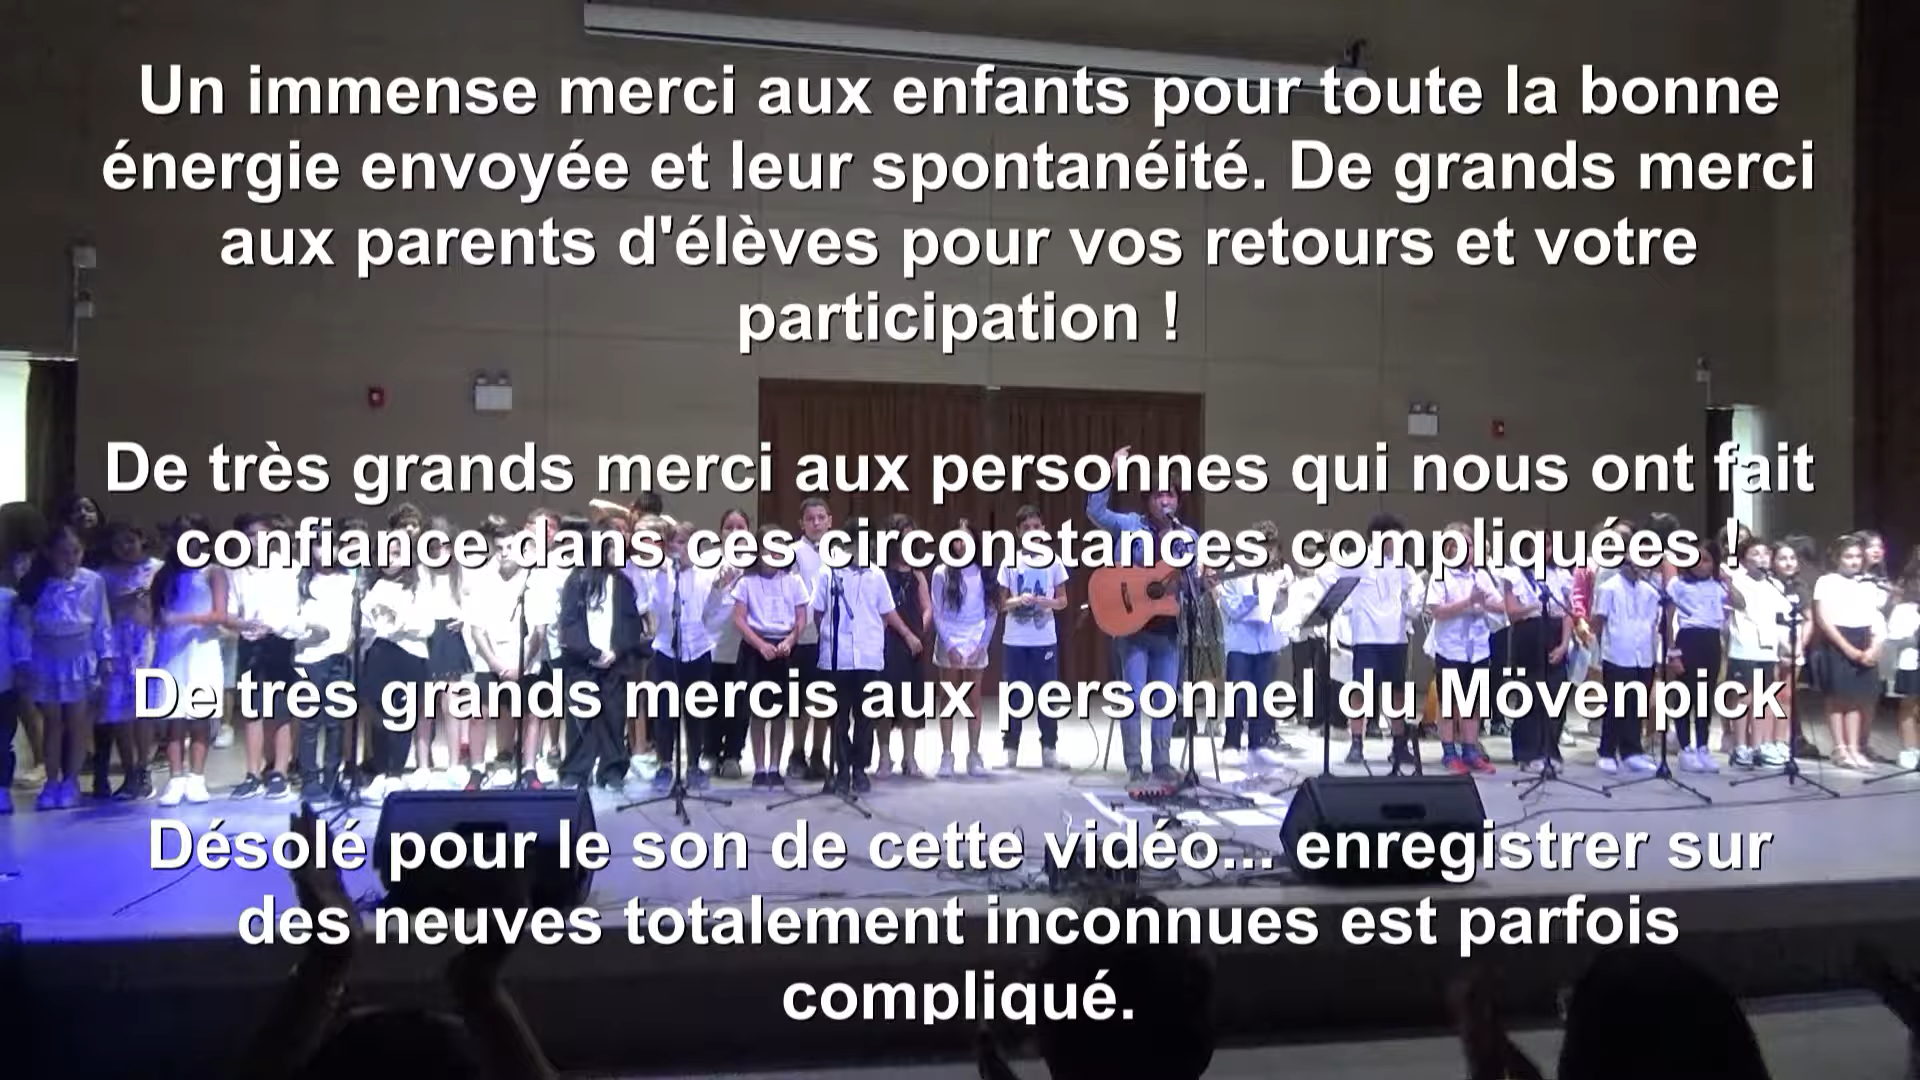 Un immense merci aux enfants pour toute la bonne
énergie envoyée et leur spontanéité. De grands merci
aux parents d'élèves pour vos retours et votre
participation !
De très grands merci aux personnes qui nous ont fait
confiance dans ces circonstances compliquées !
De très grands mercis aux personnel du Mövenpick
Désolé pour le son de cette vidéo... enregistrer sur
des neuves totalement inconnues est parfois
compliqué.